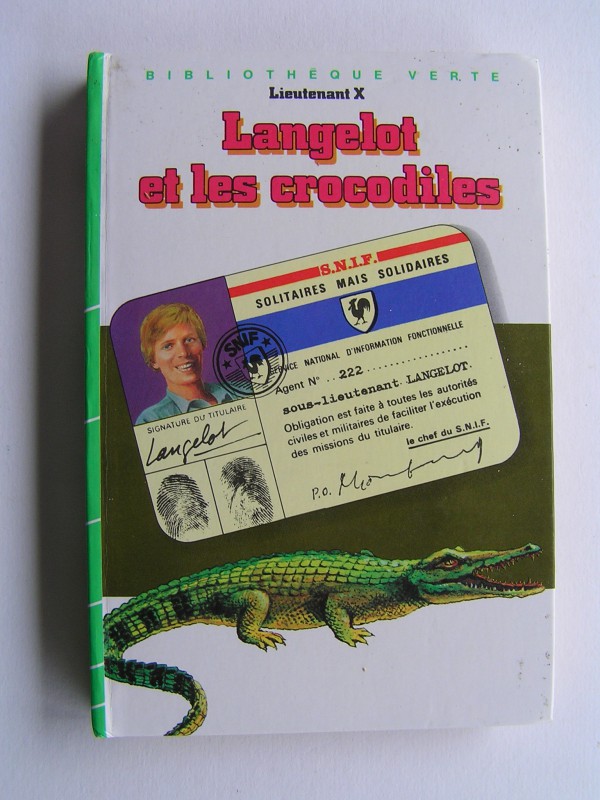 BIBLIOTHÈQUE VERTE
Lieutenant X
Langelot
et les crocodiles
S.N.I.F.
SOLITAIRES MAIS SOLIDAIRES
SNIF
SERVICE NATIONAL D'INFORMATION FONCTIONNELLE
Agent N° ..222..................
sous-lieutenant LANGELOT.
Obligation est faite à toutes les autorités
civiles et militaires de faciliter l'exécution
des missions du titulaire.
le chef du S.N.I.F.
P.O.
SIGNATURE DU TITULAIRE
Langelot